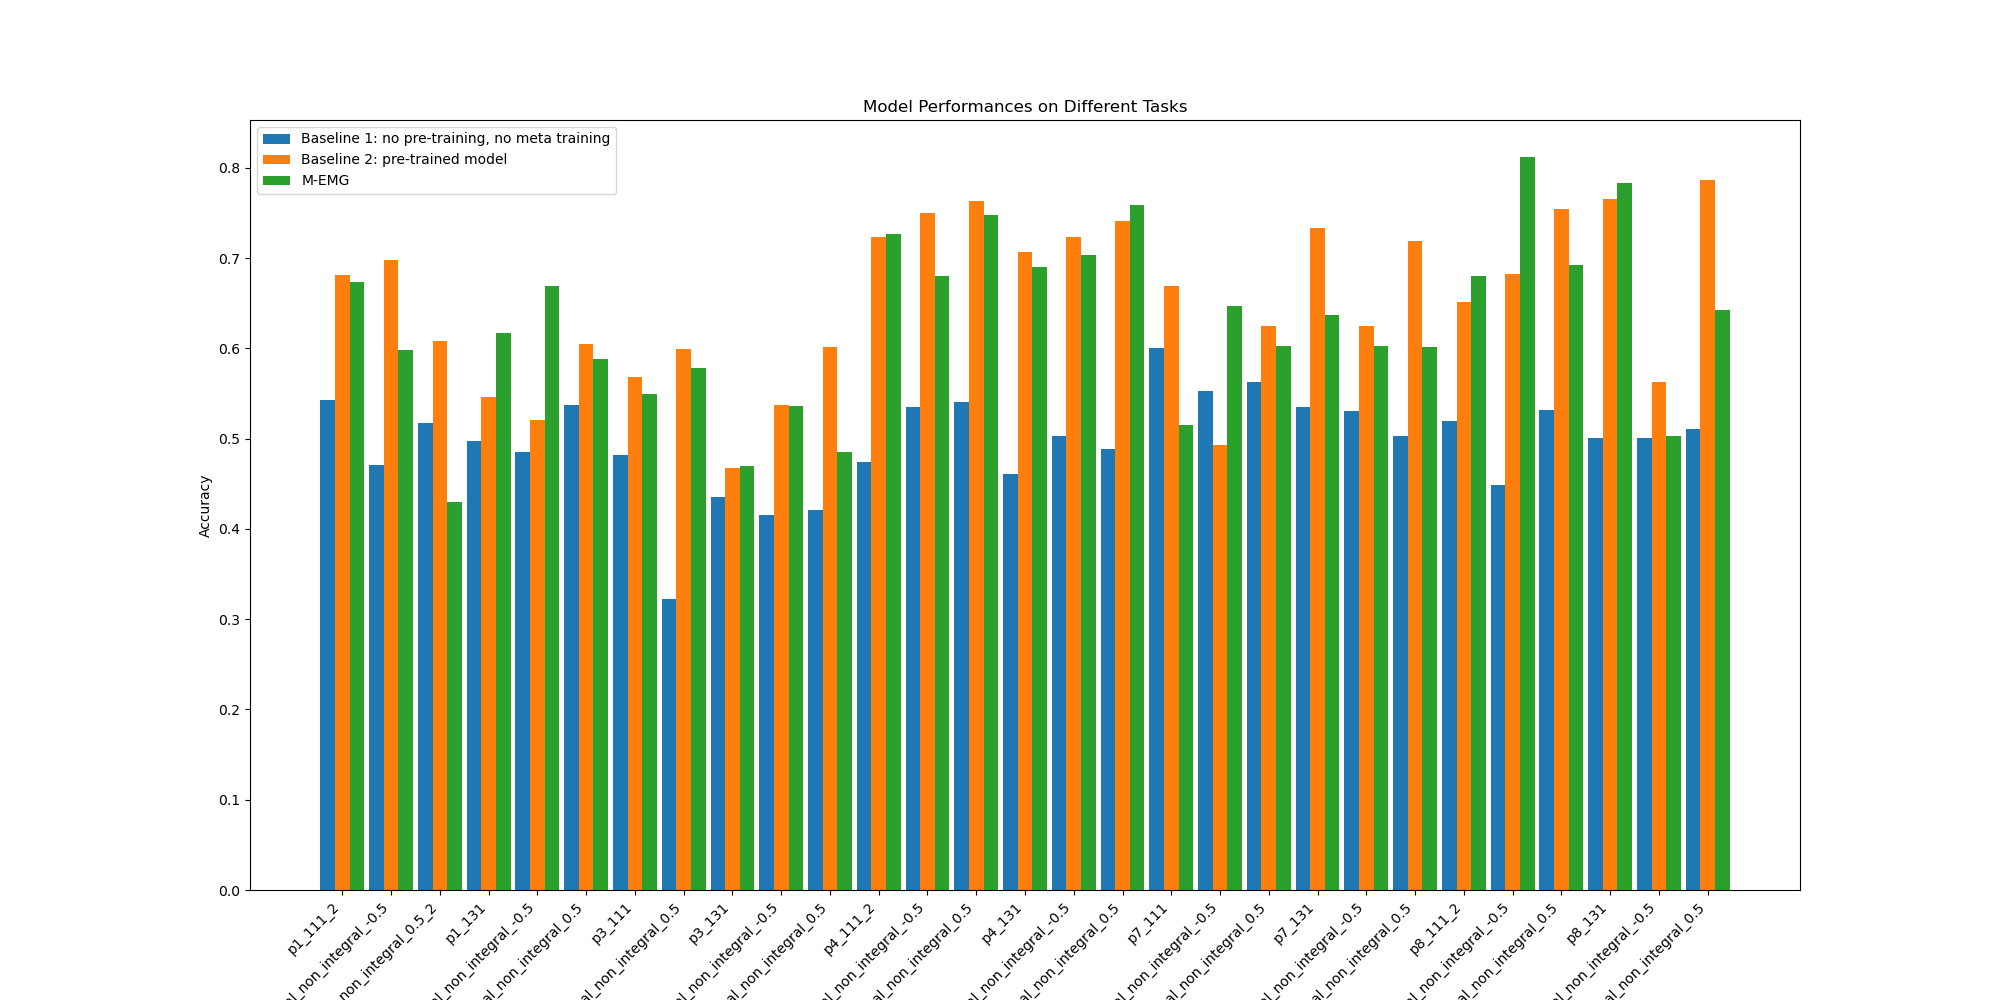 Model Performances on Different Tasks
Baseline 1: no pre-training, no meta training
Baseline 2: pre-trained model
M-EMG
Accuracy
0.8
0.7
0.6
0.5
0.4
0.3
0.2
0.1
0.0
p1_111_2
_non_integral_-0.5
non_integral_0.5_2
p1_131
_non_integral_-0.5
al_non_integral_0.5
p3_111
al_non_integral_0.5
p3_131
al_non_integral_-0.5
al_non_integral_0.5
p4_111_2
al_non_integral_-0.5
al_non_integral_0.5
p4_131
al_non_integral_-0.5
al_non_integral_0.5
p7_111
al_non_integral_-0.5
al_non_integral_0.5
p7_131
al_non_integral_-0.5
al_non_integral_0.5
p8_111_2
al_non_integral_-0.5
al_non_integral_0.5
p8_131
al_non_integral_-0.5
al_non_integral_0.5